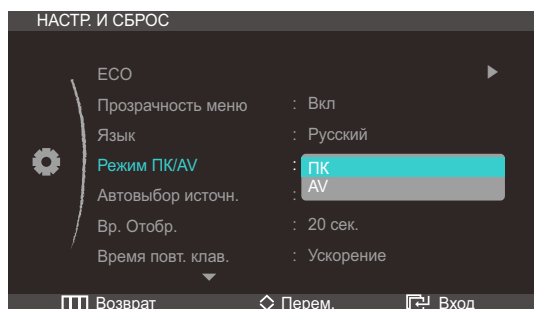 НАСТР. И СБРОС
ECO
Прозрачность меню : Вкл
Язык : Русский
Режим ПК/AV : ПК
AV
Автовыбор источн. :
Вр. Отобр. : 20 сек.
Время повт. клав. : Ускорение
Возврат Перем. Вход